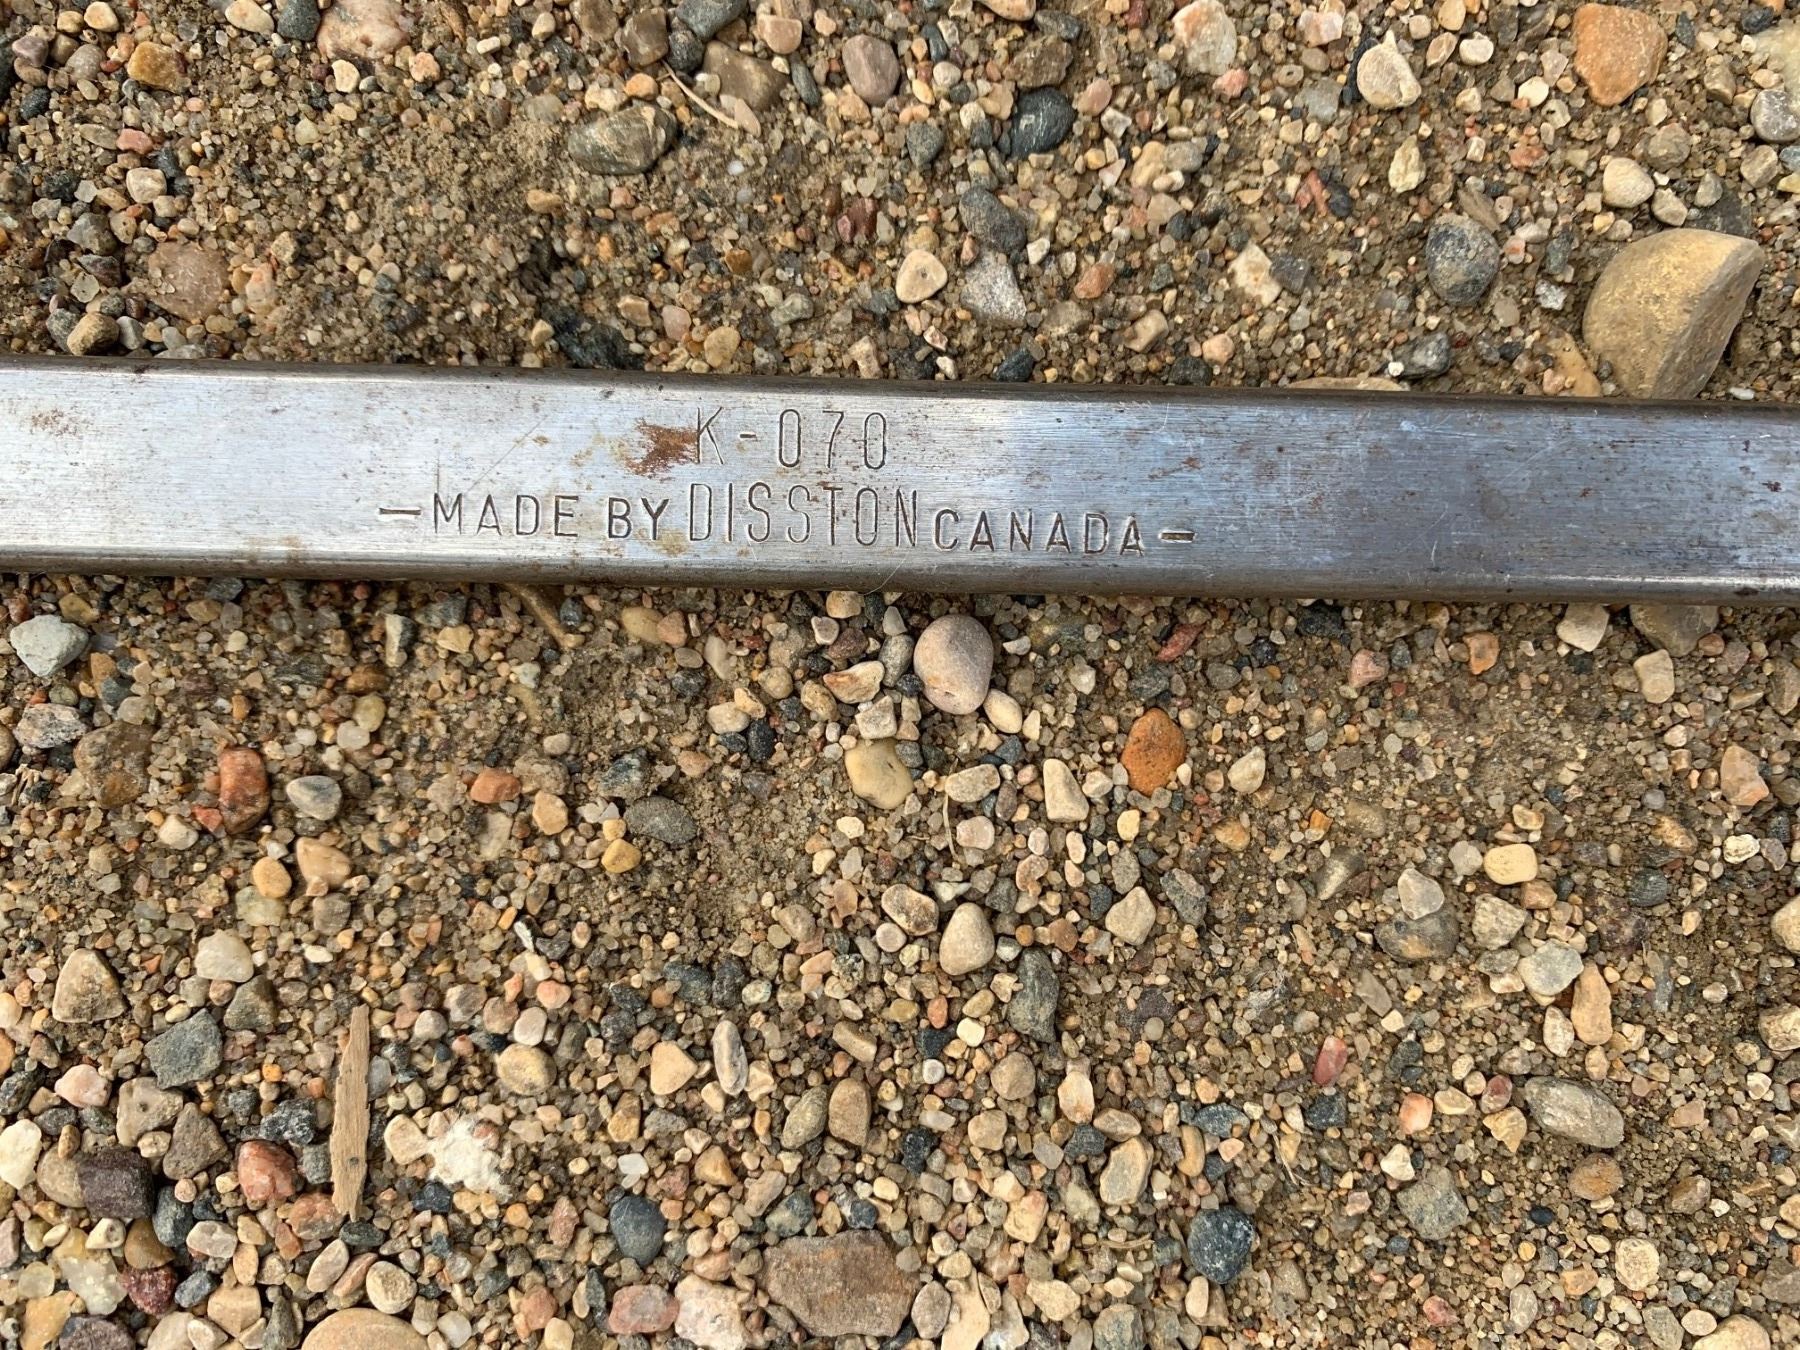 K-070
-MADE BY DISSTON CANADA-